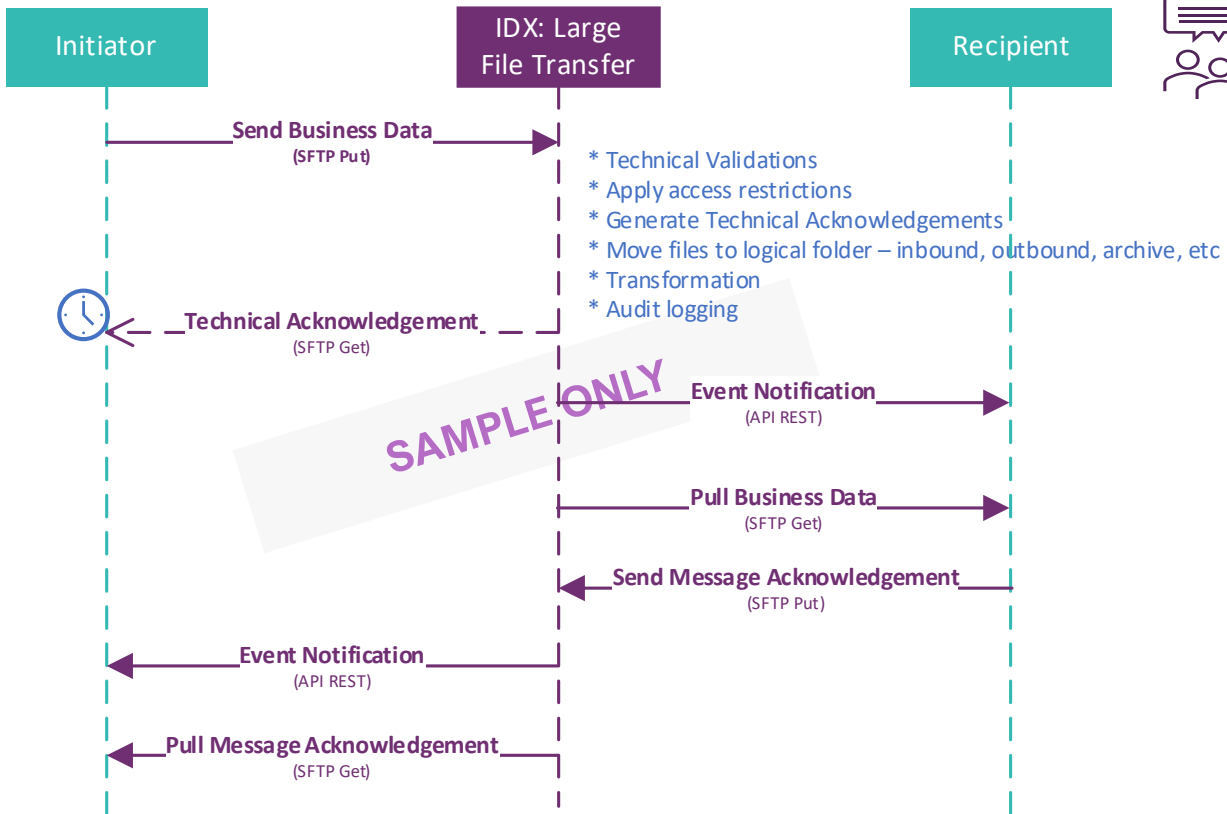 Initiator
IDX: Large
File Transfer
Recipient
Send Business Data
(SFTP Put)
* Technical Validations
* Apply access restrictions
* Generate Technical Acknowledgements
* Move files to logical folder – inbound, outbound, archive, etc
* Transformation
* Audit logging
Technical Acknowledgement
(SFTP Get)
SAMPLE ONLY
Event Notification
(API REST)
Pull Business Data
(SFTP Get)
Send Message Acknowledgement
(SFTP Put)
Event Notification
(API REST)
Pull Message Acknowledgement
(SFTP Get)